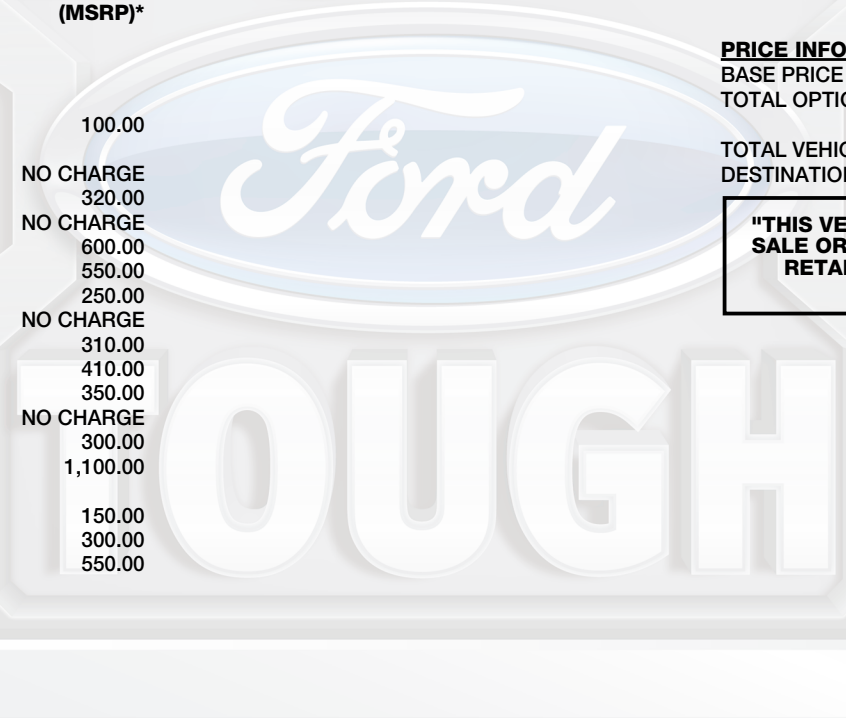 (MSRP)*
100.00
NO CHARGE
320.00
NO CHARGE
600.00
550.00
250.00
NO CHARGE
310.00
410.00
350.00
NO CHARGE
300.00
1,100.00
150.00
300.00
550.00
PRICE INFO
BASE PRICE
TOTAL OPTIO
TOTAL VEHIC
DESTINATION
"THIS VE
SALE OR
RETAI
Ford
TOUGH